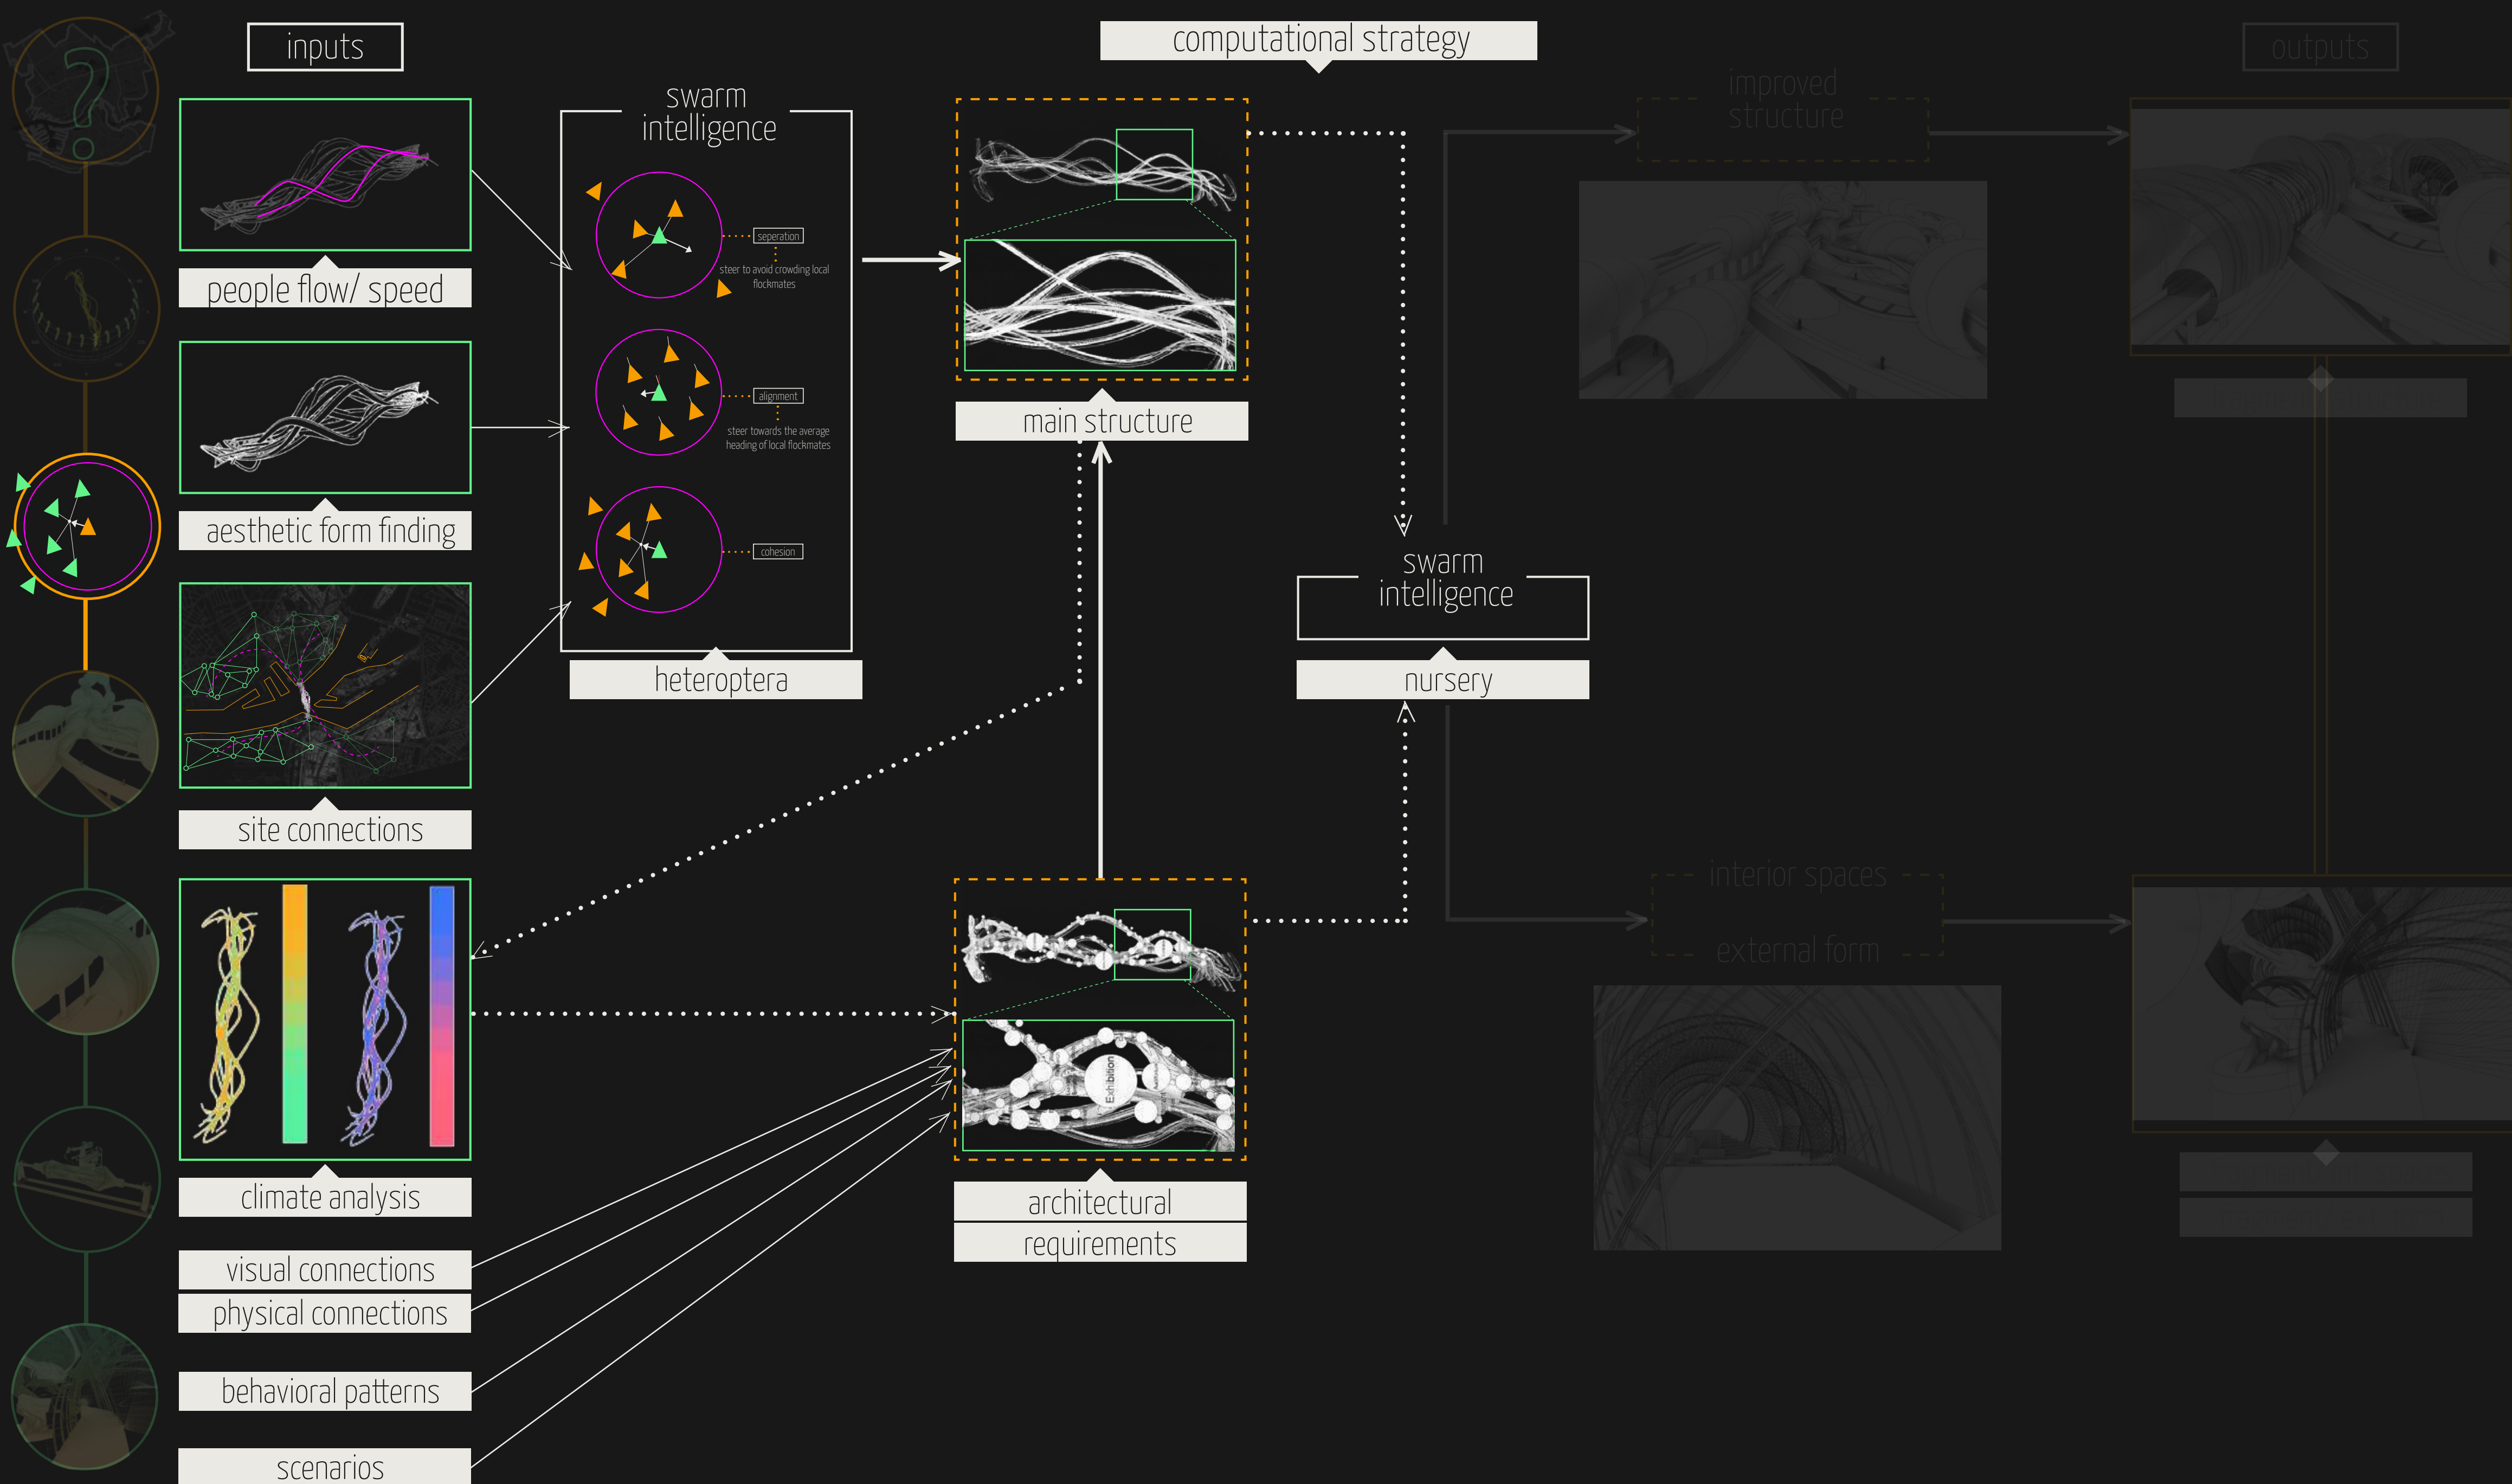 inputs
computational strategy
outputs
swarm
intelligence
improved
structure
people flow/ speed
seperation
steer to avoid crowding local
flockmates
alignment
steer towards the average
heading of local flockmates
cohesion
main structure
aesthetic form finding
swarm
intelligence
heteroptera
nursery
site connections
interior spaces
external form
Exhibition
climate analysis
architectural
requirements
visual connections
physical connections
behavioral patterns
scenarios